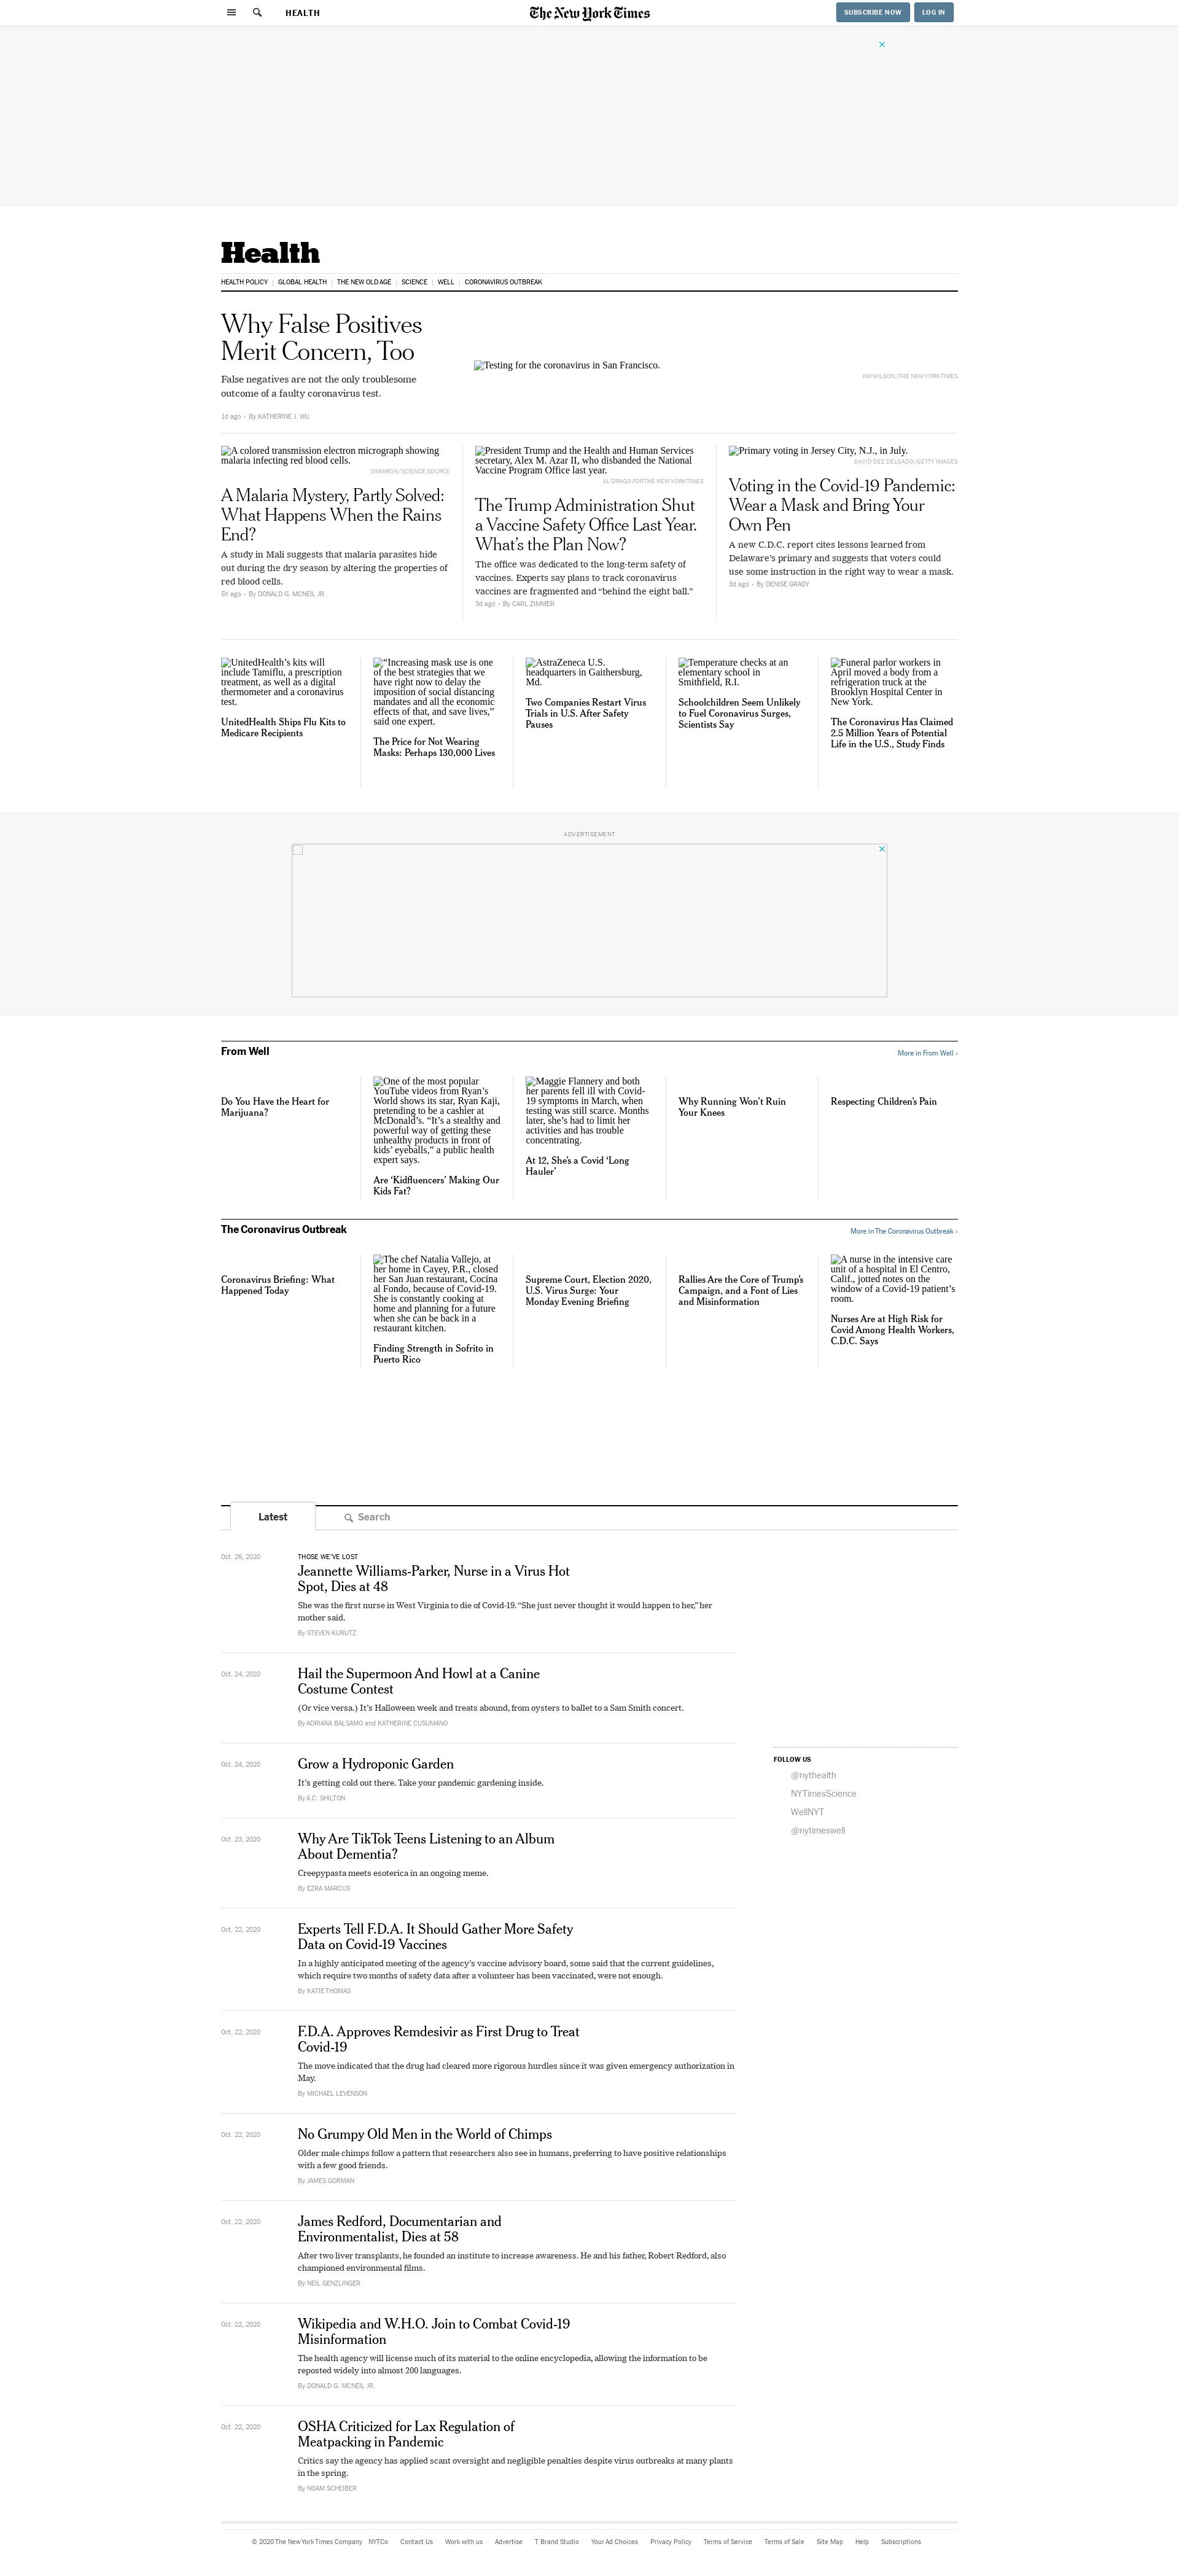 HEALTH
The New York Times
SUBSCRIBE NOW
LOG IN
Health
HEALTH POLICY
GLOBAL HEALTH
THE NEW OLD AGE
SCIENCE
WELL
CORONAVIRUS OUTBREAK
Why False Positives
Merit Concern, Too
False negatives are not the only troublesome
outcome of a faulty coronavirus test.
1d ago • By KATHERINE J. WU
Testing for the coronavirus in San Francisco.
JIM WILSON/THE NEW YORK TIMES
A colored transmission electron micrograph showing
malaria infecting red blood cells.
OMIKRON/SCIENCE SOURCE
A Malaria Mystery, Partly Solved:
What Happens When the Rains
End?
A study in Mali suggests that malaria parasites hide
out during the dry season by altering the properties of
red blood cells.
5h ago • By DONALD G. MCNEIL JR.
President Trump and the Health and Human Services
secretary, Alex M. Azar II, who disbanded the National
Vaccine Program Office last year.
AL DRAGO FOR THE NEW YORK TIMES
The Trump Administration Shut
a Vaccine Safety Office Last Year.
What’s the Plan Now?
The office was dedicated to the long-term safety of
vaccines. Experts say plans to track coronavirus
vaccines are fragmented and “behind the eight ball.”
3d ago • By CARL ZIMMER
Primary voting in Jersey City, N.J., in July.
DAVID DEE DELGADO/GETTY IMAGES
Voting in the Covid-19 Pandemic:
Wear a Mask and Bring Your
Own Pen
A new C.D.C. report cites lessons learned from
Delaware’s primary and suggests that voters could
use some instruction in the right way to wear a mask.
3d ago • By DENISE GRADY
UnitedHealth’s kits will
include Tamiflu, a prescription
treatment, as well as a digital
thermometer and a coronavirus
test.
UnitedHealth Ships Flu Kits to
Medicare Recipients
“Increasing mask use is one
of the best strategies that we
have right now to delay the
imposition of social distancing
mandates and all the economic
effects of that, and save lives,”
said one expert.
The Price for Not Wearing
Masks: Perhaps 130,000 Lives
AstraZeneca U.S.
headquarters in Gaithersburg,
Md.
Two Companies Restart Virus
Trials in U.S. After Safety
Pauses
Temperature checks at an
elementary school in
Smithfield, R.I.
Schoolchildren Seem Unlikely
to Fuel Coronavirus Surges,
Scientists Say
Funeral parlor workers in
April moved a body from a
refrigeration truck at the
Brooklyn Hospital Center in
New York.
The Coronavirus Has Claimed
2.5 Million Years of Potential
Life in the U.S., Study Finds
ADVERTISEMENT
From Well
More in From Well ›
Do You Have the Heart for
Marijuana?
One of the most popular
YouTube videos from Ryan’s
World shows its star, Ryan Kaji,
pretending to be a cashier at
McDonald’s. “It’s a stealthy and
powerful way of getting these
unhealthy products in front of
kids’ eyeballs,” a public health
expert says.
Are ‘Kidfluencers’ Making Our
Kids Fat?
Maggie Flannery and both
her parents fell ill with Covid-
19 symptoms in March, when
testing was still scarce. Months
later, she’s had to limit her
activities and has trouble
concentrating.
At 12, She’s a Covid ‘Long
Hauler’
Why Running Won’t Ruin
Your Knees
Respecting Children’s Pain
The Coronavirus Outbreak
More in The Coronavirus Outbreak ›
Coronavirus Briefing: What
Happened Today
The chef Natalia Vallejo, at
her home in Cayey, P.R., closed
her San Juan restaurant, Cocina
al Fondo, because of Covid-19.
She is constantly cooking at
home and planning for a future
when she can be back in a
restaurant kitchen.
Finding Strength in Sofrito in
Puerto Rico
Supreme Court, Election 2020,
U.S. Virus Surge: Your
Monday Evening Briefing
Rallies Are the Core of Trump’s
Campaign, and a Font of Lies
and Misinformation
A nurse in the intensive care
unit of a hospital in El Centro,
Calif., jotted notes on the
window of a Covid-19 patient’s
room.
Nurses Are at High Risk for
Covid Among Health Workers,
C.D.C. Says
Latest
Search
Oct. 26, 2020
THOSE WE’VE LOST
Jeannette Williams-Parker, Nurse in a Virus Hot
Spot, Dies at 48
She was the first nurse in West Virginia to die of Covid-19. “She just never thought it would happen to her,” her
mother said.
By STEVEN KURUTZ
Oct. 24, 2020
Hail the Supermoon And Howl at a Canine
Costume Contest
(Or vice versa.) It’s Halloween week and treats abound, from oysters to ballet to a Sam Smith concert.
By ADRIANA BALSAMO and KATHERINE CUSUMANO
Oct. 24, 2020
Grow a Hydroponic Garden
It’s getting cold out there. Take your pandemic gardening inside.
By A.C. SHILTON
Oct. 23, 2020
Why Are TikTok Teens Listening to an Album
About Dementia?
Creepypasta meets esoterica in an ongoing meme.
By EZRA MARCUS
Oct. 22, 2020
Experts Tell F.D.A. It Should Gather More Safety
Data on Covid-19 Vaccines
In a highly anticipated meeting of the agency’s vaccine advisory board, some said that the current guidelines,
which require two months of safety data after a volunteer has been vaccinated, were not enough.
By KATIE THOMAS
Oct. 22, 2020
F.D.A. Approves Remdesivir as First Drug to Treat
Covid-19
The move indicated that the drug had cleared more rigorous hurdles since it was given emergency authorization in
May.
By MICHAEL LEVENSON
Oct. 22, 2020
No Grumpy Old Men in the World of Chimps
Older male chimps follow a pattern that researchers also see in humans, preferring to have positive relationships
with a few good friends.
By JAMES GORMAN
Oct. 22, 2020
James Redford, Documentarian and
Environmentalist, Dies at 58
After two liver transplants, he founded an institute to increase awareness. He and his father, Robert Redford, also
championed environmental films.
By NEIL GENZLINGER
Oct. 22, 2020
Wikipedia and W.H.O. Join to Combat Covid-19
Misinformation
The health agency will license much of its material to the online encyclopedia, allowing the information to be
reposted widely into almost 200 languages.
By DONALD G. MCNEIL JR.
Oct. 22, 2020
OSHA Criticized for Lax Regulation of
Meatpacking in Pandemic
Critics say the agency has applied scant oversight and negligible penalties despite virus outbreaks at many plants
in the spring.
By NOAM SCHEIBER
FOLLOW US
@nythealth
NYTimesScience
WellNYT
@nytimeswell
© 2020 The New York Times Company
NYTCo
Contact Us
Work with us
Advertise
T Brand Studio
Your Ad Choices
Privacy Policy
Terms of Service
Terms of Sale
Site Map
Help
Subscriptions